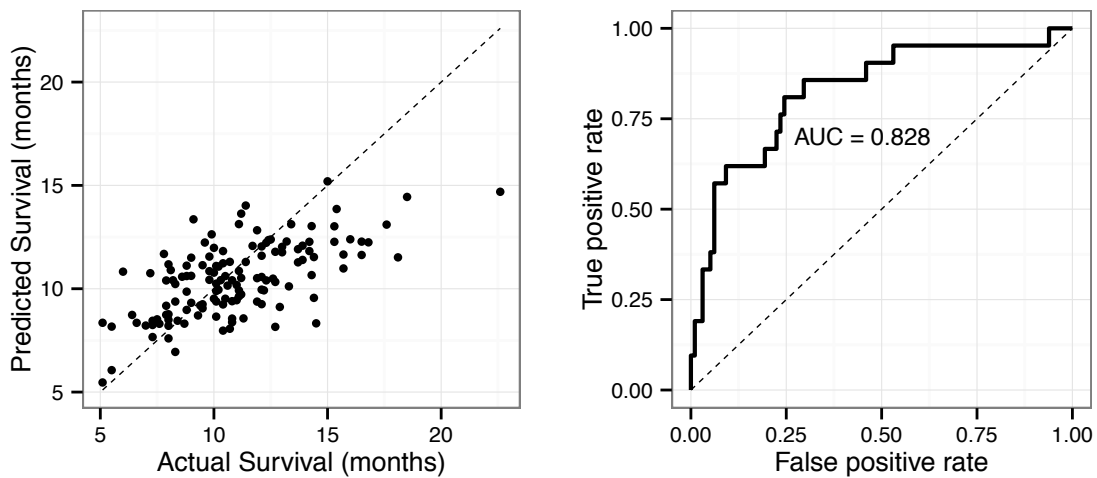 Predicted Survival (months)
20
15
10
5
5 10 15 20
Actual Survival (months)
True positive rate
1.00
0.75
0.50
0.25
0.00
AUC = 0.828
0.00 0.25 0.50 0.75 1.00
False positive rate